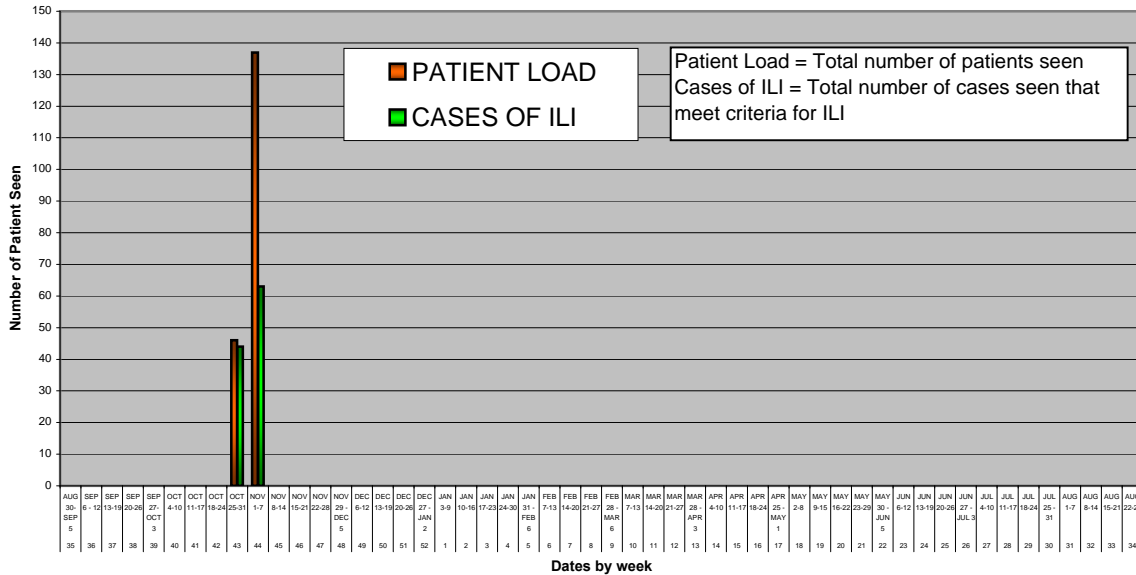 150
140
130
120
110
100
90
80
70
60
50
40
30
20
10
0
Number of Patient Seen
PATIENT LOAD
CASES OF ILI
Patient Load = Total number of patients seen
Cases of ILI = Total number of cases seen that
meet criteria for ILI
AUG 30- SEP 5
SEP 6 - 12
SEP 13-19
SEP 20-26
SEP 27- OCT 3
OCT 4-10
OCT 11-17
OCT 18-24
OCT 25-31
NOV 1-7
NOV 8-14
NOV 15-21
NOV 22-28
NOV 29 - DEC 5
DEC 6-12
DEC 13-19
DEC 20-26
DEC 27 - JAN 2
JAN 3-9
JAN 10-16
JAN 17-23
JAN 24-30
JAN 31 - FEB 6
FEB 7-13
FEB 14-20
FEB 21-27
FEB 28 - MAR 6
MAR 7-13
MAR 14-20
MAR 21-27
MAR 28 - APR 3
APR 4-10
APR 11-17
APR 18-24
APR 25 - MAY 1
MAY 2-8
MAY 9-15
MAY 16-22
MAY 23-29
MAY 30 - JUN 5
JUN 6-12
JUN 13-19
JUN 20-26
JUN 27 - JUL 3
JUL 4-10
JUL 11-17
JUL 18-24
JUL 25 - 31
AUG 1-7
AUG 8-14
AUG 15-21
35 36 37 38 39 40 41 42 43 44 45 46 47 48 49 50 51 52 1 2 3 4 5 6 7 8 9 10 11 12 13 14 15 16 17 18 19 20 21 22 23 24 25 26 27 28 29 30 31 32 33 34
Dates by week